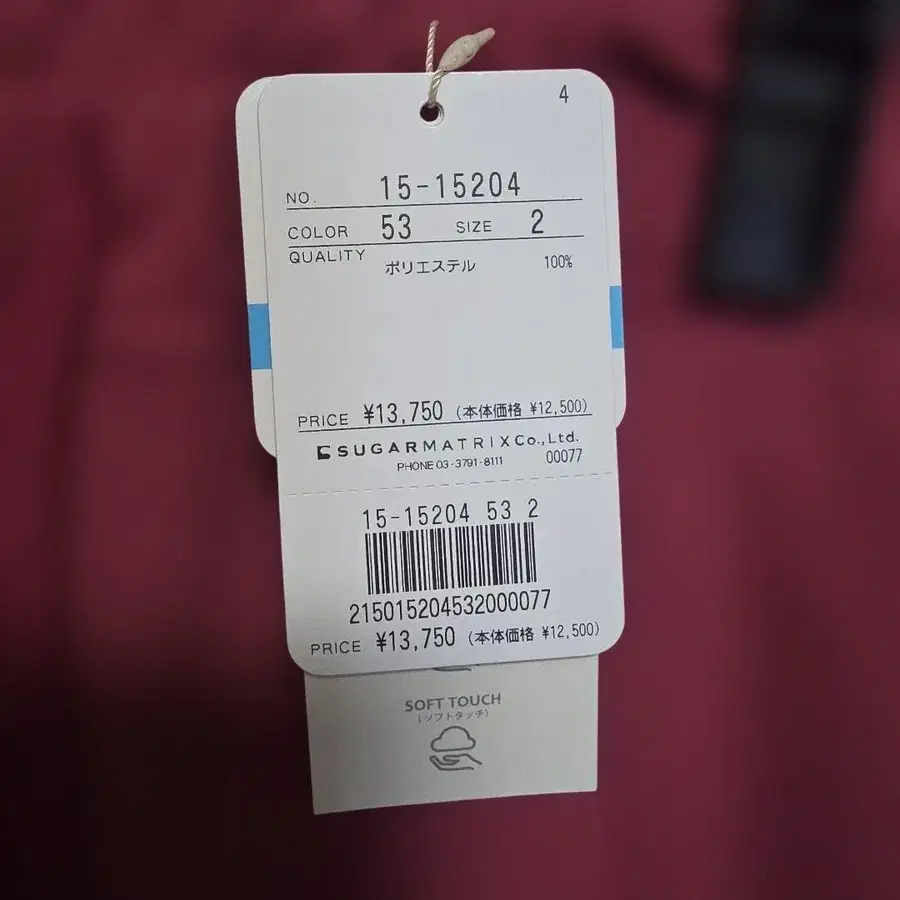 4
NO. 15-15204
COLOR 53 SIZE 2
QUALITY
ポリエステル 100%
PRICE ¥13,750 (本体価格 ¥12,500)
SUGARMATRIX Co., Ltd.
PHONE 03-3791-8111 00077
15-15204 53 2
215015204532000077
PRICE ¥13,750 (本体価格 ¥12,500)
SOFT TOUCH
(ソフトタッチ)